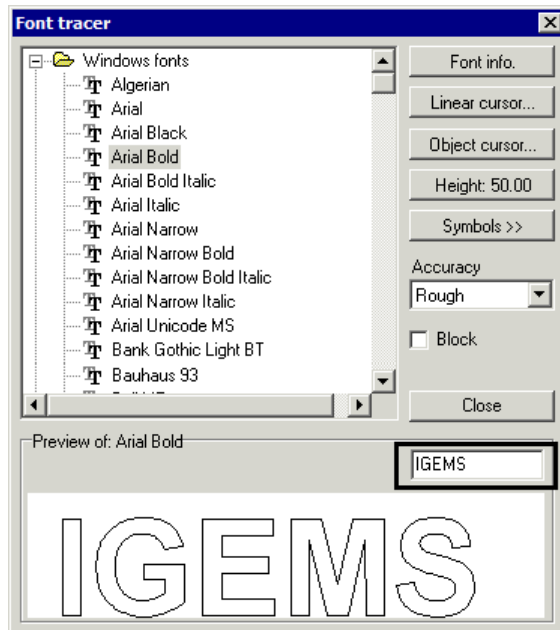 Font tracer
Windows fonts
Algerian
Arial
Arial Black
Arial Bold
Arial Bold Italic
Arial Italic
Arial Narrow
Arial Narrow Bold
Arial Narrow Bold Italic
Arial Narrow Italic
Arial Unicode MS
Bank Gothic Light BT
Bauhaus 93
Font info.
Linear cursor...
Object cursor...
Height: 50.00
Symbols >>
Accuracy
Rough
Block
Close
Preview of: Arial Bold
IGEMS
IGEMS